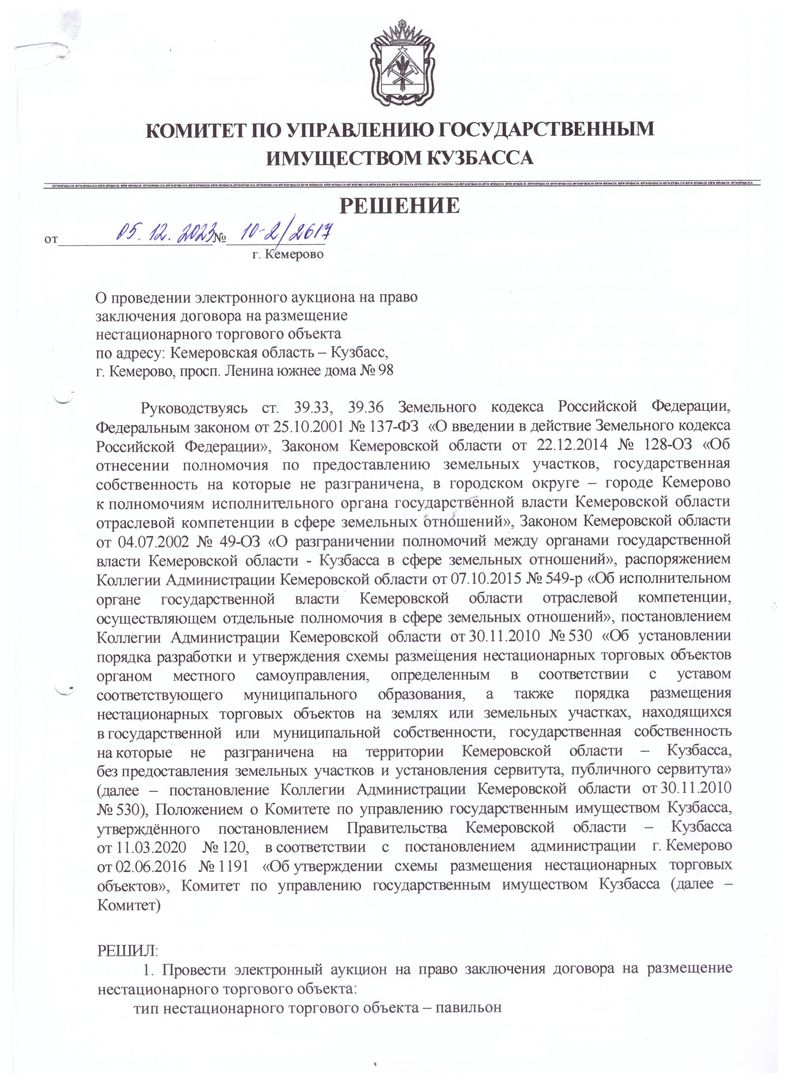 КОМИТЕТ ПО УПРАВЛЕНИЮ ГОСУДАРСТВЕННЫМ
ИМУЩЕСТВОМ КУЗБАССА
РЕШЕНИЕ
от 05.12.2023 № 10-2/2617
г. Кемерово
О проведении электронного аукциона на право
заключения договора на размещение
нестационарного торгового объекта
по адресу: Кемеровская область – Кузбасс,
г. Кемерово, просп. Ленина южнее дома № 98
Руководствуясь ст. 39.33, 39.36 Земельного кодекса Российской Федерации,
Федеральным законом от 25.10.2001 № 137-ФЗ «О введении в действие Земельного кодекса
Российской Федерации», Законом Кемеровской области от 22.12.2014 № 128-ОЗ «Об
отнесении полномочия по предоставлению земельных участков, государственная
собственность на которые не разграничена, в городском округе – городе Кемерово
к полномочиям исполнительного органа государственной власти Кемеровской области
отраслевой компетенции в сфере земельных отношений», Законом Кемеровской области
от 04.07.2002 № 49-ОЗ «О разграничении полномочий между органами государственной
власти Кемеровской области - Кузбасса в сфере земельных отношений», распоряжением
Коллегии Администрации Кемеровской области от 07.10.2015 № 549-р «Об исполнительном
органе государственной власти Кемеровской области отраслевой компетенции,
осуществляющем отдельные полномочия в сфере земельных отношений», постановлением
Коллегии Администрации Кемеровской области от 30.11.2010 № 530 «Об установлении
порядка разработки и утверждения схемы размещения нестационарных торговых объектов
органом местного самоуправления, определенным в соответствии с уставом
соответствующего муниципального образования, а также порядка размещения
нестационарных торговых объектов на землях или земельных участках, находящихся
в государственной или муниципальной собственности, государственная собственность
на которые не разграничена на территории Кемеровской области – Кузбасса,
без предоставления земельных участков и установления сервитута, публичного сервитута»
(далее – постановление Коллегии Администрации Кемеровской области от 30.11.2010
№ 530), Положением о Комитете по управлению государственным имуществом Кузбасса,
утверждённого постановлением Правительства Кемеровской области – Кузбасса
от 11.03.2020 № 120, в соответствии с постановлением администрации г. Кемерово
от 02.06.2016 № 1191 «Об утверждении схемы размещения нестационарных торговых
объектов», Комитет по управлению государственным имуществом Кузбасса (далее –
Комитет)
РЕШИЛ:
1. Провести электронный аукцион на право заключения договора на размещение
нестационарного торгового объекта:
тип нестационарного торгового объекта – павильон